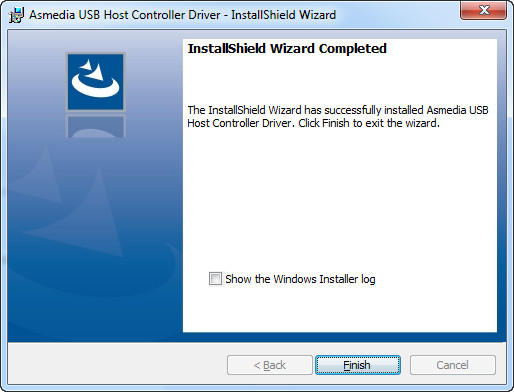 Asmedia USB Host Controller Driver - InstallShield Wizard
InstallShield Wizard Completed
The InstallShield Wizard has successfully installed Asmedia USB
Host Controller Driver. Click Finish to exit the wizard.
Show the Windows Installer log
< Back
Finish
Cancel